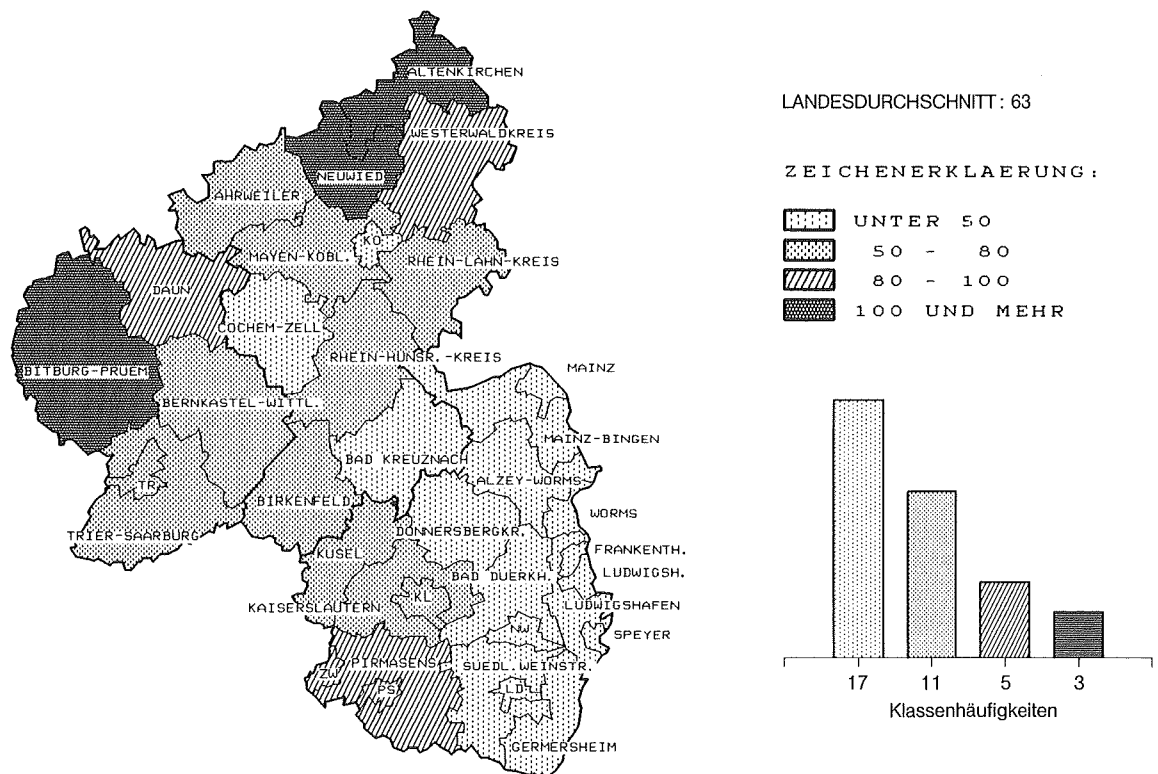 ALTENKIRCHEN
WESTERWALDKREIS
NEUWIED
AHRWEILER
KO
MAYEN-KOBL.
RHEIN-LAHN-KREIS
DAUN
COCHEM-ZELL
RHEIN-HUNSR.-KREIS
BITBURG-PRUEM
MAINZ
BERNKASTEL-WITTL.
MAINZ-BINGEN
BAD KREUZNACH
ALZEY-WORMS
TR
BIRKENFELD
WORMS
TRIER-SAARBURG
DONNERSBERGKR.
KUSEL
FRANKENTH.
BAD DUERKH.
LUDWIGSH.
KL
KAISERSLAUTERN
LUDWIGSHAFEN
NW
SPEYER
PIRMASENS
SUEDL.WEINSTR.
ZW
PS
LD
GERMERSHEIM
LANDESDURCHSCHNITT: 63
ZEICHENERKLAERUNG:
UNTER 50
50 - 80
80 - 100
100 UND MEHR
17 11 5 3
Klassenhäufigkeiten